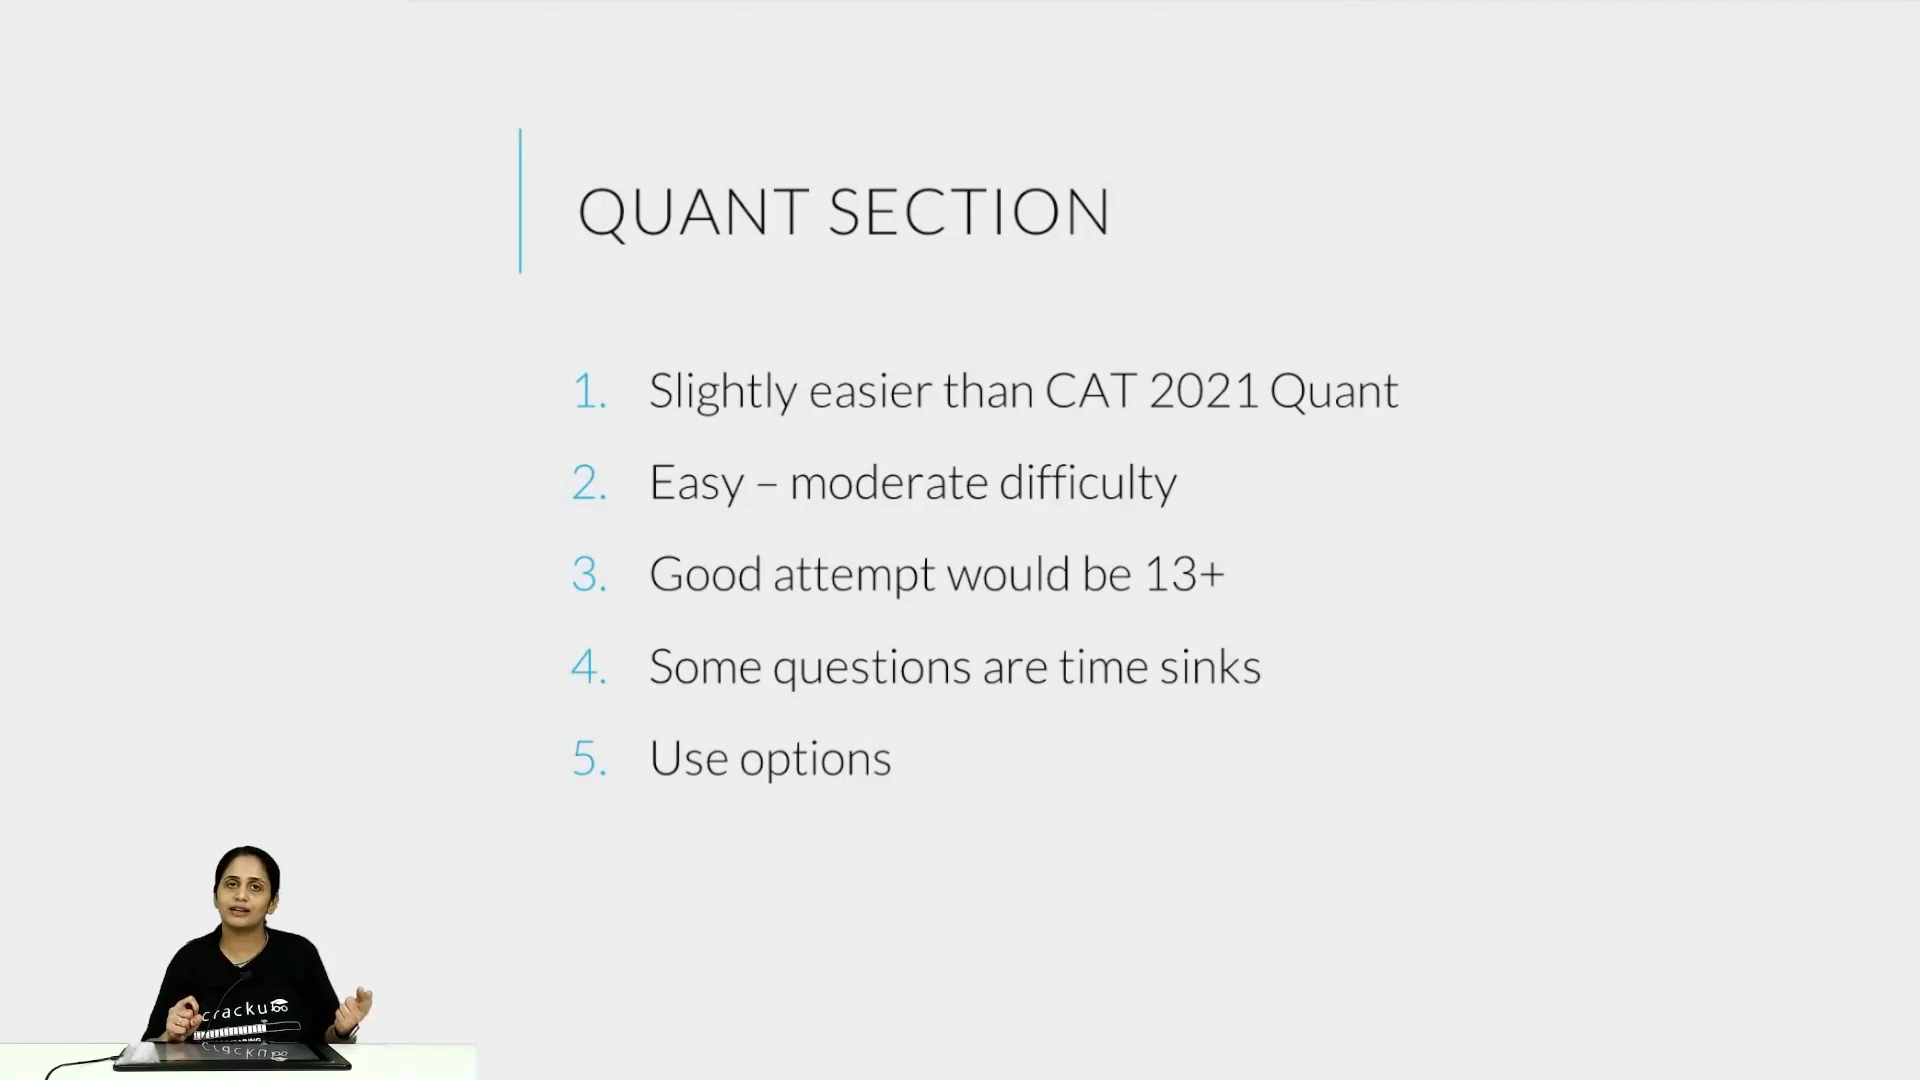 QUANT SECTION
1. Slightly easier than CAT 2021 Quant
2. Easy – moderate difficulty
3. Good attempt would be 13+
4. Some questions are time sinks
5. Use options
cracku